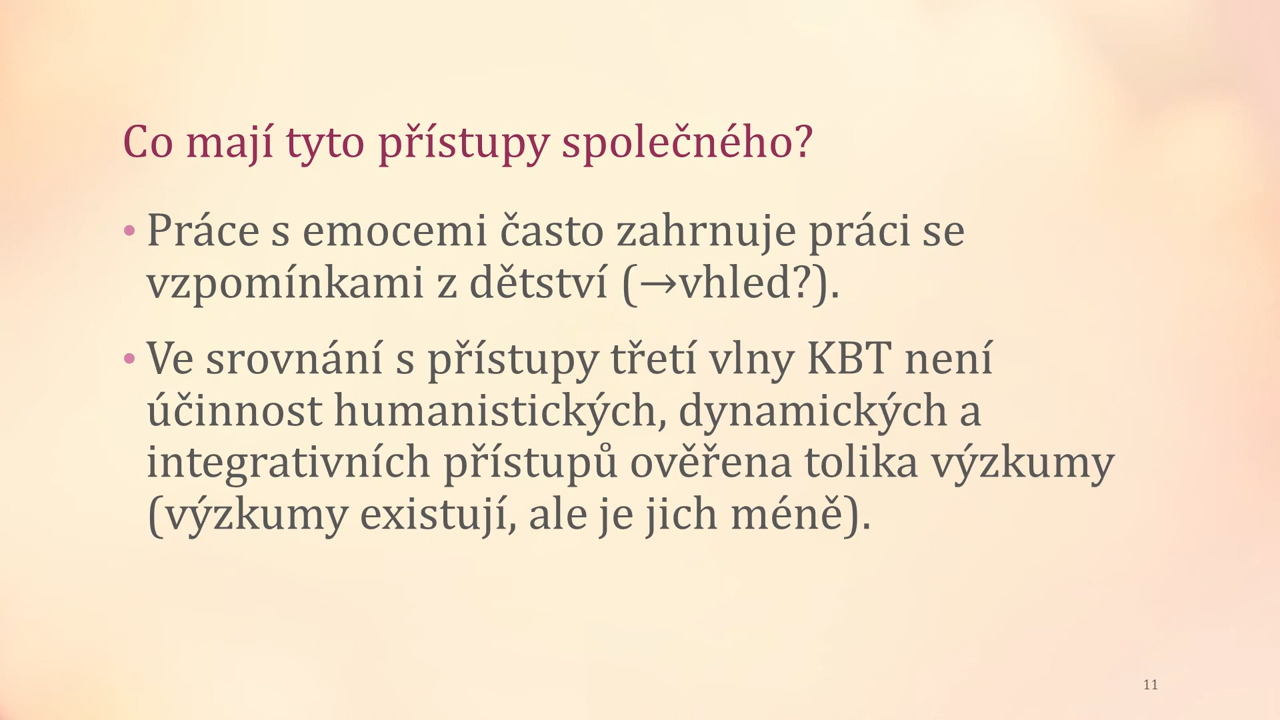 Co mají tyto přístupy společného?
• Práce s emocemi často zahrnuje práci se
vzpomínkami z dětství (→vhled?).
• Ve srovnání s přístupy třetí vlny KBT není
účinnost humanistických, dynamických a
integrativních přístupů ověřena tolika výzkumy
(výzkumy existují, ale je jich méně).
11